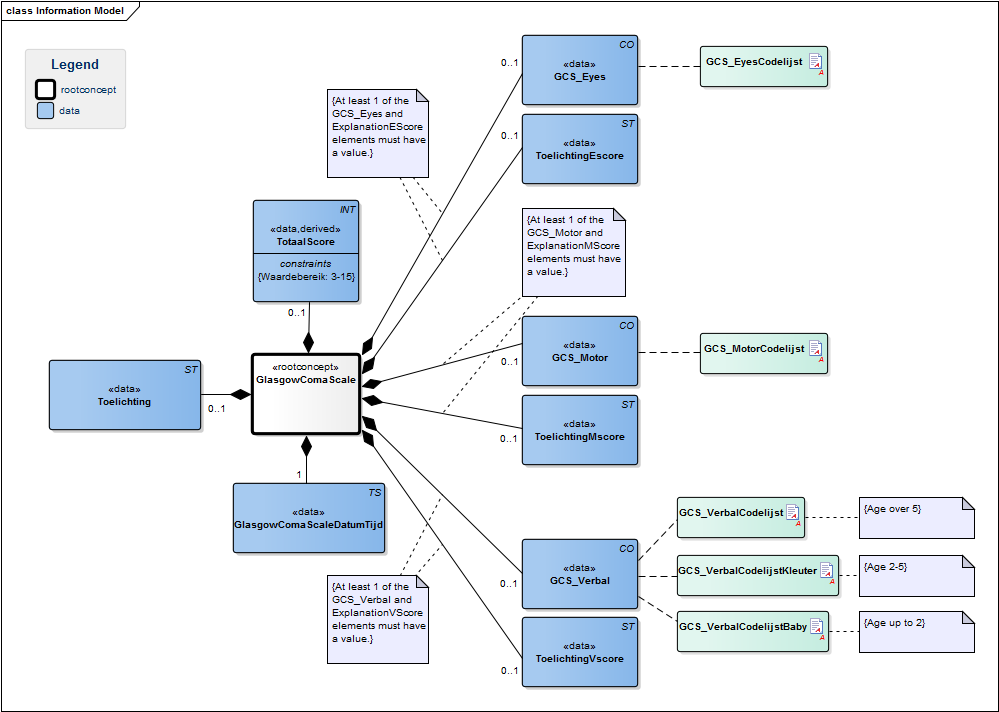 class Information Model
Legend
rootconcept
data
{At least 1 of the
GCS_Eyes and
ExplanationEScore
elements must have
a value.}
CO
«data»
GCS_Eyes
0..1
GCS_EyesCodelijst
ST
«data»
ToelichtingEscore
0..1
INT
«data,derived»
TotaalScore
constraints
{Waardebereik: 3-15}
0..1
{At least 1 of the
GCS_Motor and
ExplanationMScore
elements must have
a value.}
CO
«data»
GCS_Motor
0..1
GCS_MotorCodelijst
ST
«data»
Toelichting
0..1
«rootconcept»
GlasgowComaScale
ST
«data»
ToelichtingMscore
0..1
1
TS
«data»
GlasgowComaScaleDatumTijd
{At least 1 of the
GCS_Verbal and
ExplanationVScore
elements must have
a value.}
CO
«data»
GCS_Verbal
0..1
GCS_VerbalCodelijst
{Age over 5}
GCS_VerbalCodelijstKleuter
{Age 2-5}
GCS_VerbalCodelijstBaby
{Age up to 2}
ST
«data»
ToelichtingVscore
0..1